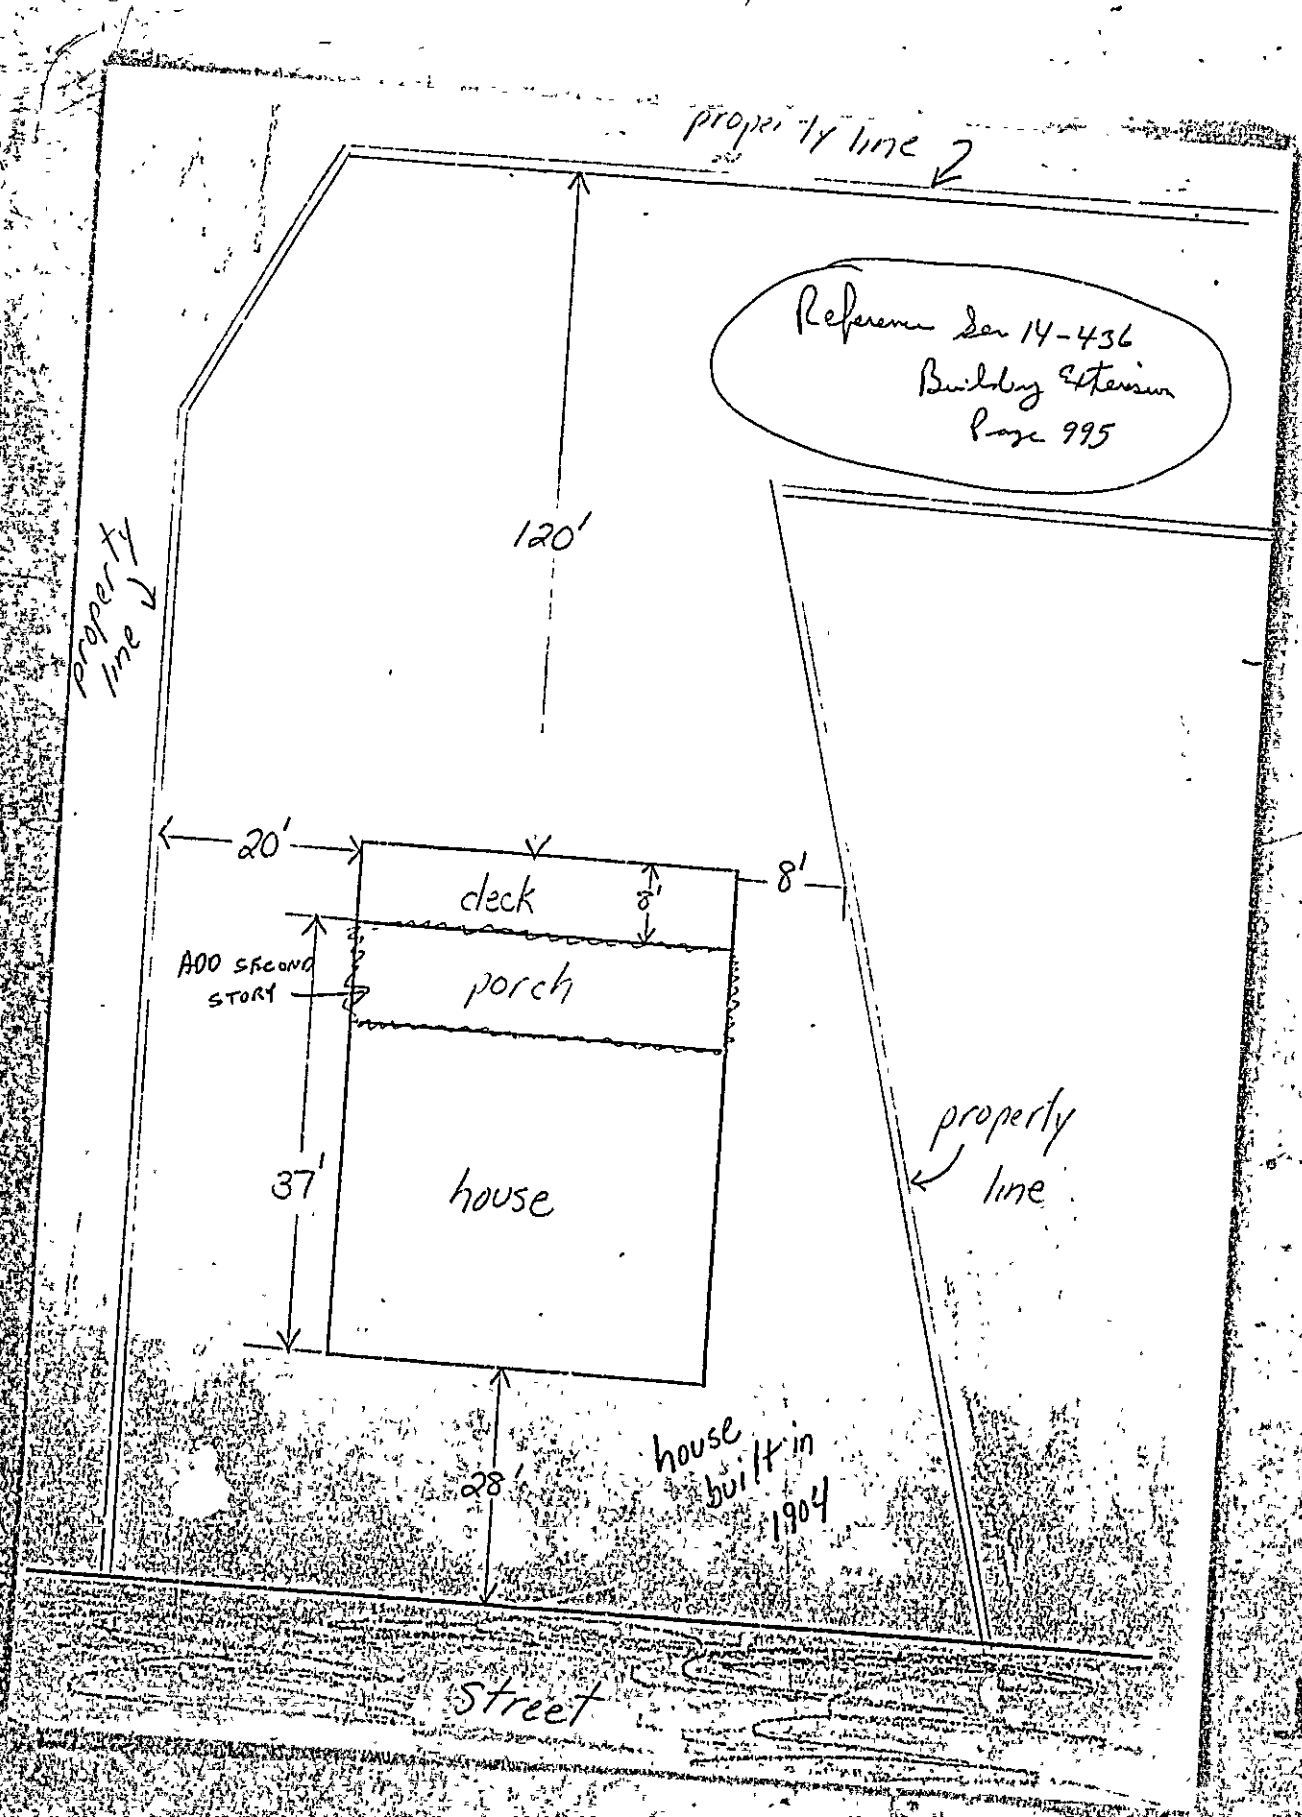 property line
Reference Sec 14-436
Building Extension
Page 995
120'
property
line
20'
8'
deck
8'
ADD SECOND
STORY
porch
37'
house
property
line
28'
house
built in
1904
Street